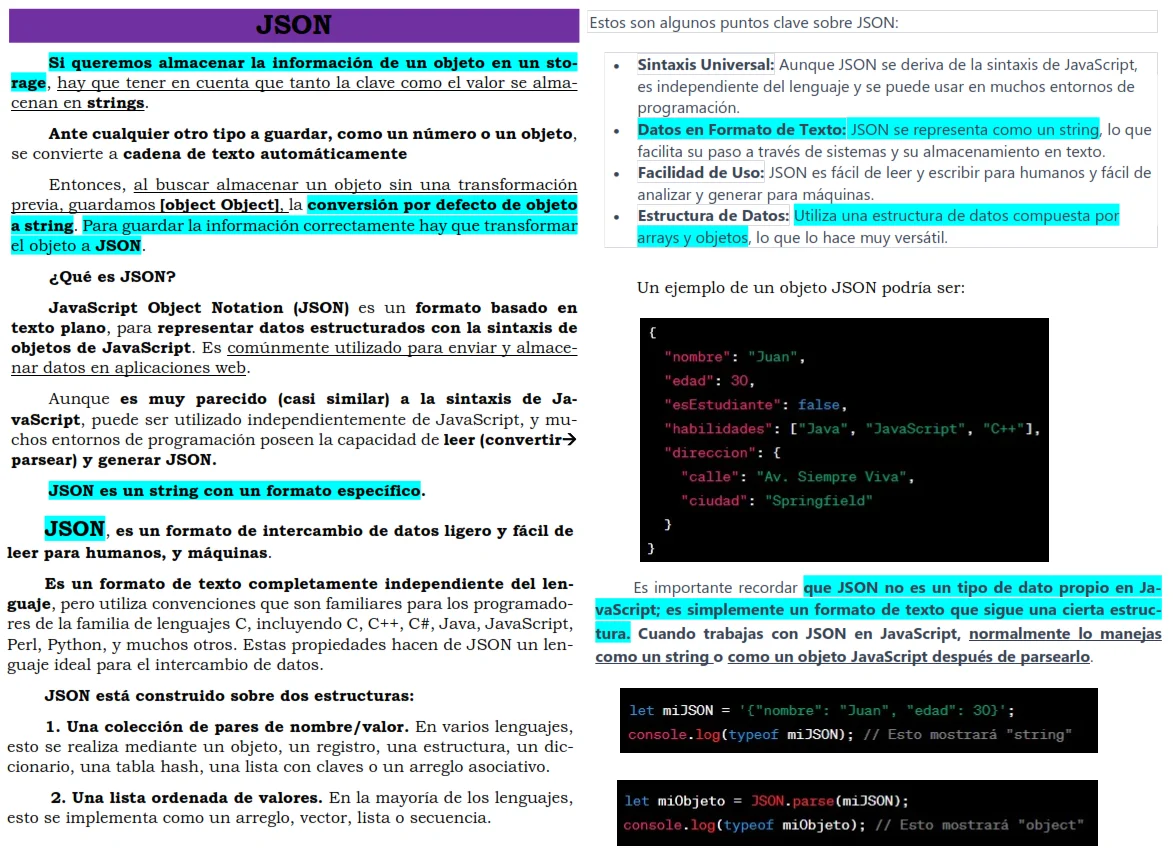 JSON
Si queremos almacenar la información de un objeto en un sto-
rage, hay que tener en cuenta que tanto la clave como el valor se alma-
cenan en strings.
Ante cualquier otro tipo a guardar, como un número o un objeto,
se convierte a cadena de texto automáticamente
Entonces, al buscar almacenar un objeto sin una transformación
previa, guardamos [object Object], la conversión por defecto de objeto
a string. Para guardar la información correctamente hay que transformar
el objeto a JSON.
¿Qué es JSON?
JavaScript Object Notation (JSON) es un formato basado en
texto plano, para representar datos estructurados con la sintaxis de
objetos de JavaScript. Es comúnmente utilizado para enviar y almace-
nar datos en aplicaciones web.
Aunque es muy parecido (casi similar) a la sintaxis de Ja-
vaScript, puede ser utilizado independientemente de JavaScript, y mu-
chos entornos de programación poseen la capacidad de leer (convertir→
parsear) y generar JSON.
JSON es un string con un formato específico.
JSON, es un formato de intercambio de datos ligero y fácil de
leer para humanos, y máquinas.
Es un formato de texto completamente independiente del len-
guaje, pero utiliza convenciones que son familiares para los programado-
res de la familia de lenguajes C, incluyendo C, C++, C#, Java, JavaScript,
Perl, Python, y muchos otros. Estas propiedades hacen de JSON un len-
guaje ideal para el intercambio de datos.
JSON está construido sobre dos estructuras:
1. Una colección de pares de nombre/valor. En varios lenguajes,
esto se realiza mediante un objeto, un registro, una estructura, un dic-
cionario, una tabla hash, una lista con claves o un arreglo asociativo.
2. Una lista ordenada de valores. En la mayoría de los lenguajes,
esto se implementa como un arreglo, vector, lista o secuencia.
Estos son algunos puntos clave sobre JSON:
• Sintaxis Universal: Aunque JSON se deriva de la sintaxis de JavaScript,
es independiente del lenguaje y se puede usar en muchos entornos de
programación.
• Datos en Formato de Texto: JSON se representa como un string, lo que
facilita su paso a través de sistemas y su almacenamiento en texto.
• Facilidad de Uso: JSON es fácil de leer y escribir para humanos y fácil de
analizar y generar para máquinas.
• Estructura de Datos: Utiliza una estructura de datos compuesta por
arrays y objetos, lo que lo hace muy versátil.
Un ejemplo de un objeto JSON podría ser:
{
"nombre": "Juan",
"edad": 30,
"esEstudiante": false,
"habilidades": ["Java", "JavaScript", "C++"],
"direccion": {
"calle": "Av. Siempre Viva",
"ciudad": "Springfield"
}
}
Es importante recordar que JSON no es un tipo de dato propio en Ja-
vaScript; es simplemente un formato de texto que sigue una cierta estruc-
tura. Cuando trabajas con JSON en JavaScript, normalmente lo manejas
como un string o como un objeto JavaScript después de parsearlo.
let miJSON = '{"nombre": "Juan", "edad": 30}';
console.log(typeof miJSON); // Esto mostrará "string"
let miObjeto = JSON.parse(miJSON);
console.log(typeof miObjeto); // Esto mostrará "object"